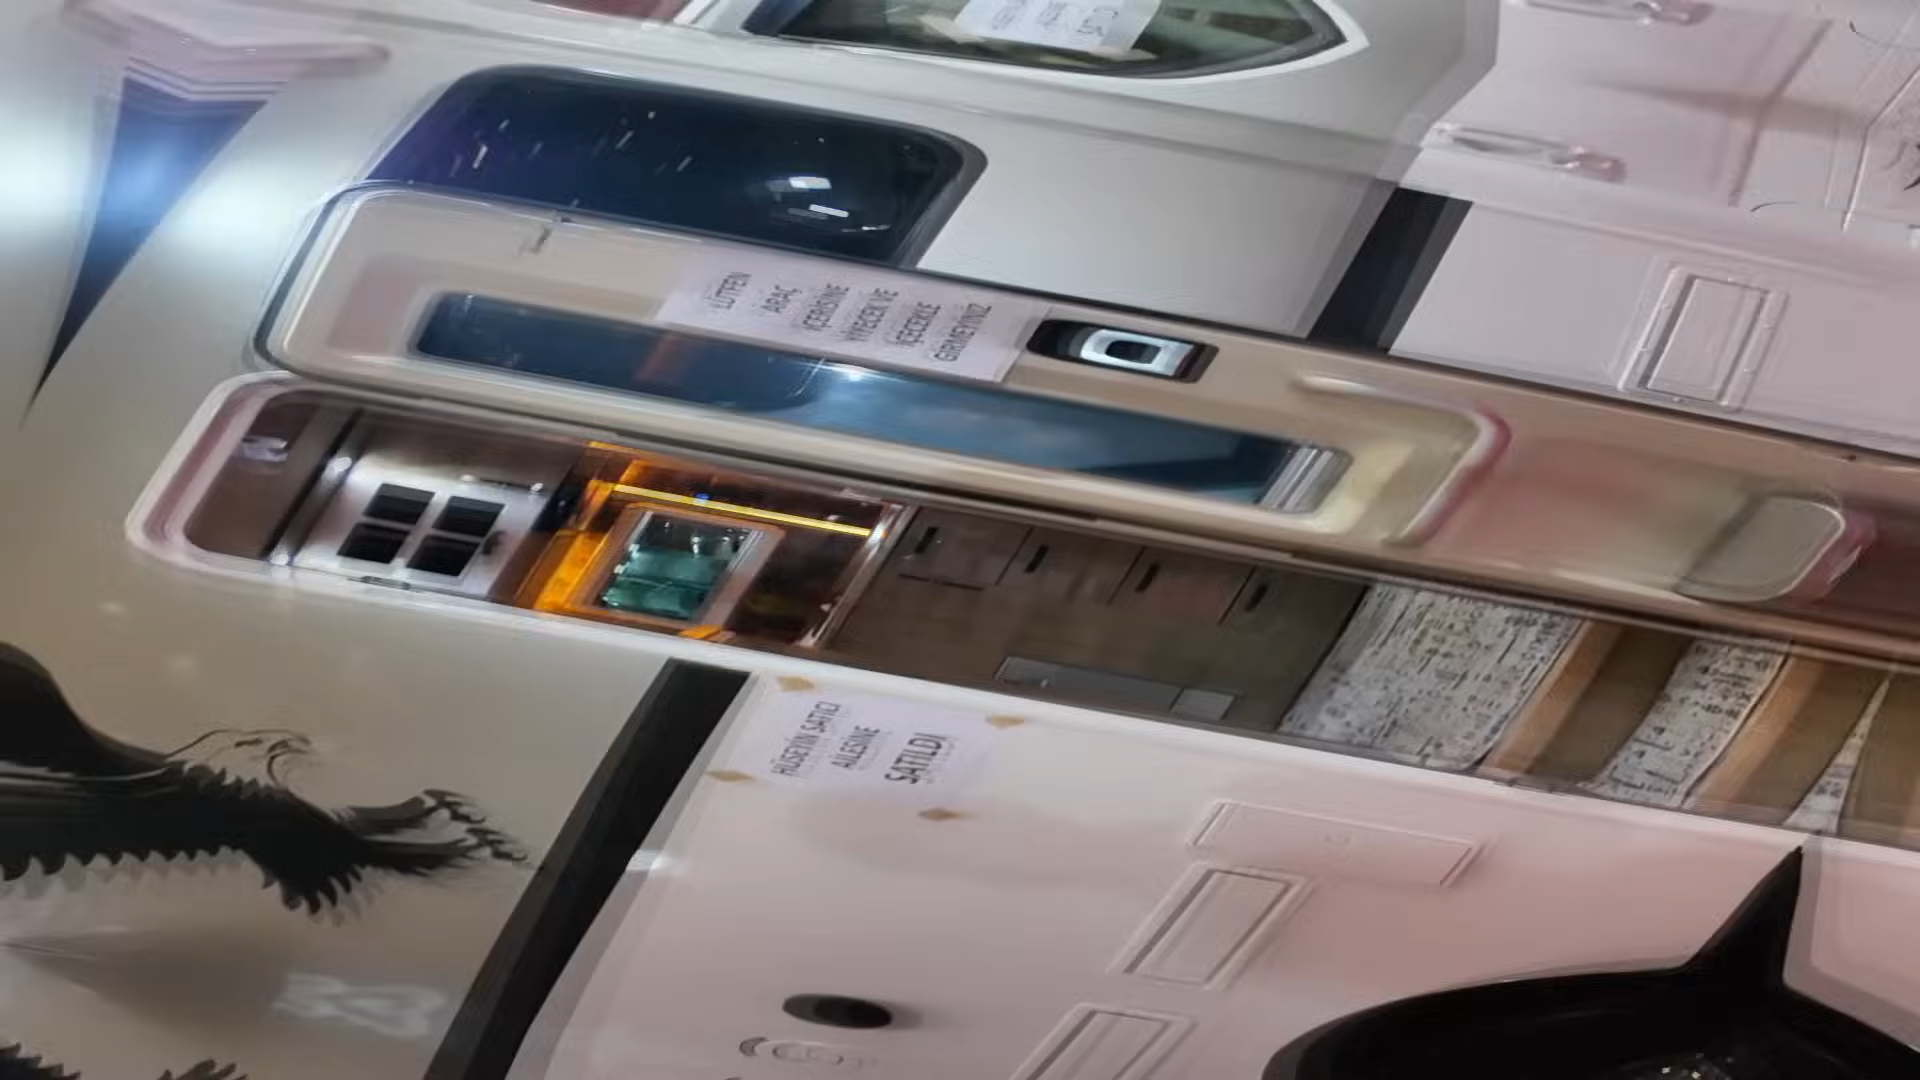 LÜTFEN
ARAÇ
İÇERİSİNE
YİYECEK VE
İÇECEKLE
GİRMEYİNİZ
HÜSEYİN SATICI
AİLESİNE
SATILDI